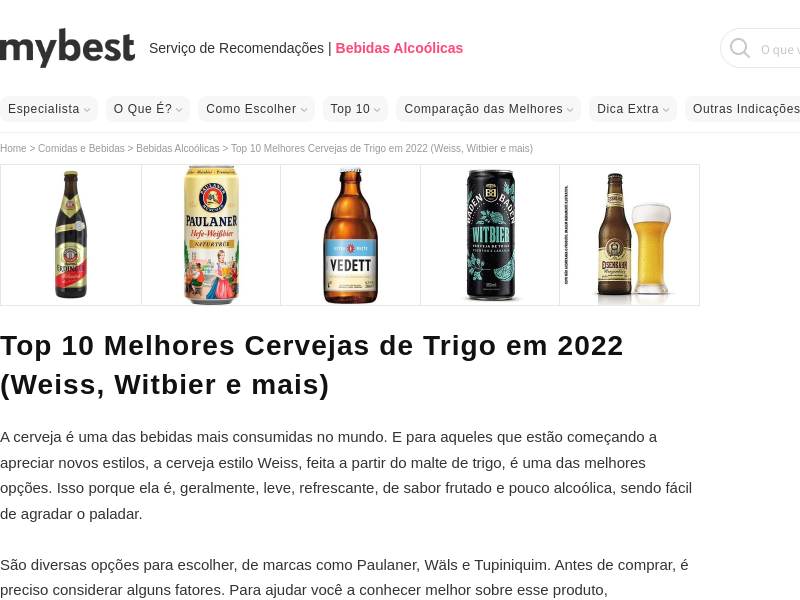 mybest Serviço de Recomendações | Bebidas Alcoólicas
O que v
Especialista O Que É? Como Escolher Top 10 Comparação das Melhores Dica Extra Outras Indicações
Home > Comidas e Bebidas > Bebidas Alcoólicas > Top 10 Melhores Cervejas de Trigo em 2022 (Weiss, Witbier e mais)
ERDINGER
PAULANER
Hefe-Weißbier
NATURTRÜB
VEDETT
BADEN BADEN
WITBIER
CERVEJA DE TRIGO
EISENBAHN
Top 10 Melhores Cervejas de Trigo em 2022
(Weiss, Witbier e mais)
A cerveja é uma das bebidas mais consumidas no mundo. E para aqueles que estão começando a
apreciar novos estilos, a cerveja estilo Weiss, feita a partir do malte de trigo, é uma das melhores
opções. Isso porque ela é, geralmente, leve, refrescante, de sabor frutado e pouco alcoólica, sendo fácil
de agradar o paladar.
São diversas opções para escolher, de marcas como Paulaner, Wäls e Tupiniquim. Antes de comprar, é
preciso considerar alguns fatores. Para ajudar você a conhecer melhor sobre esse produto,